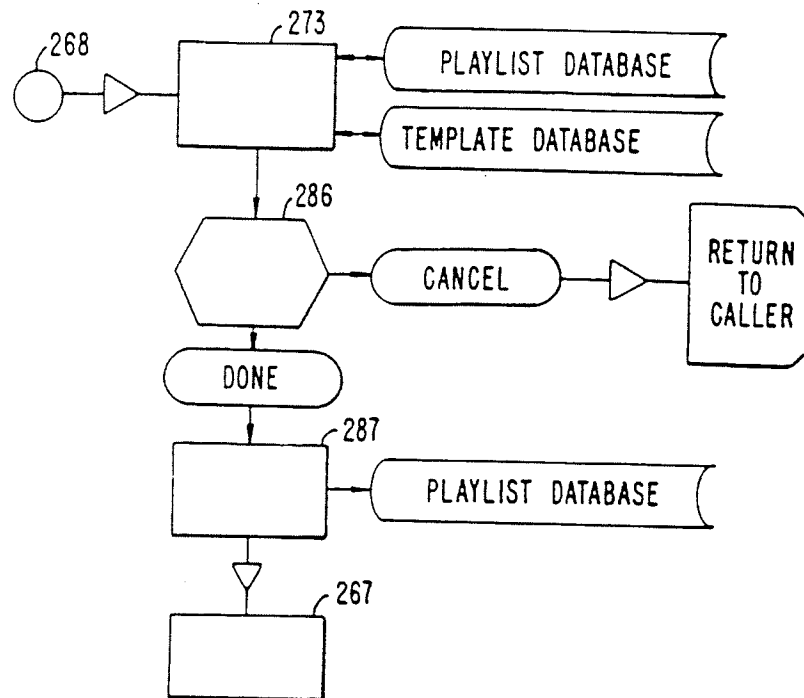 268
273
PLAYLIST DATABASE
TEMPLATE DATABASE
286
CANCEL
RETURN
TO
CALLER
DONE
287
PLAYLIST DATABASE
267